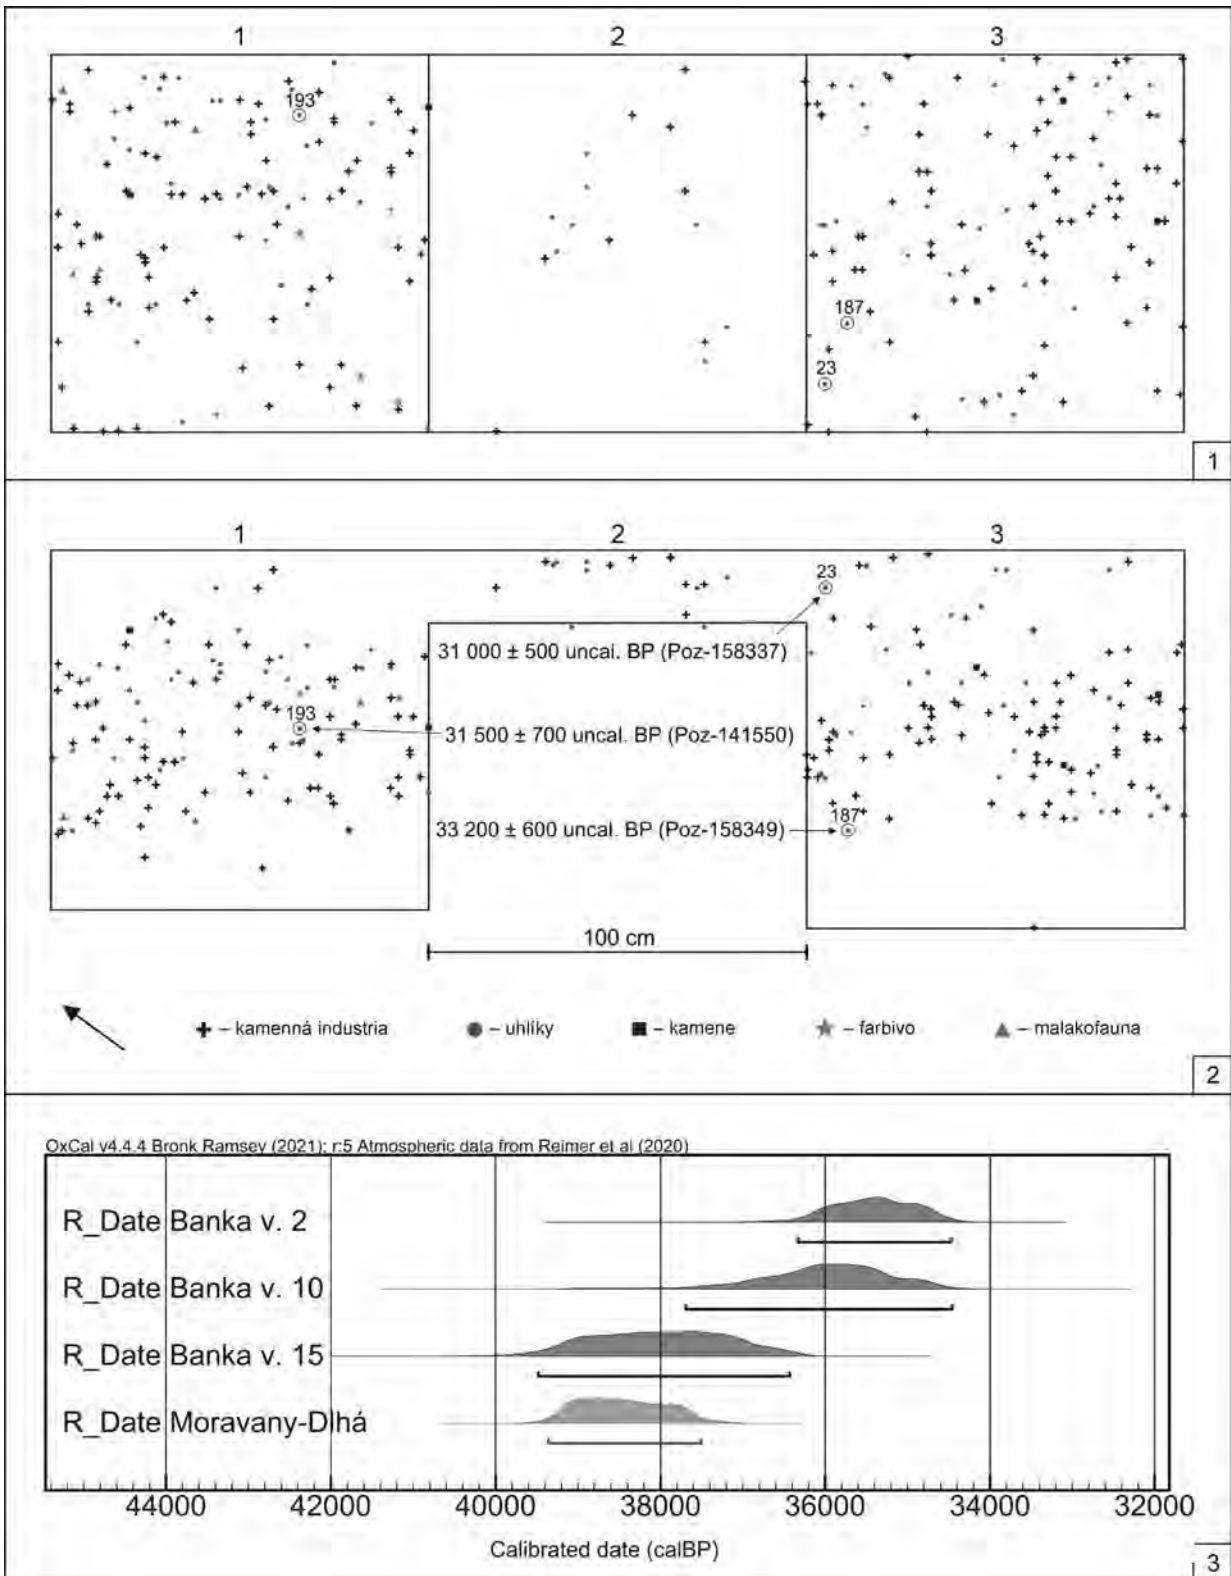 1 2 3
193
187
23
1
1 2 3
23
31 000 ± 500 uncal. BP (Poz-158337)
193
31 500 ± 700 uncal. BP (Poz-141550)
187
33 200 ± 600 uncal. BP (Poz-158349)
100 cm
– kamenná industria – uhlíky – kamene – farbivo – malakofauna
2
OxCal v4.4.4 Bronk Ramsey (2021); r:5 Atmospheric data from Reimer et al (2020)
R_Date Banka v. 2
R_Date Banka v. 10
R_Date Banka v. 15
R_Date Moravany-Dlhá
44000 42000 40000 38000 36000 34000 32000
Calibrated date (calBP)
3